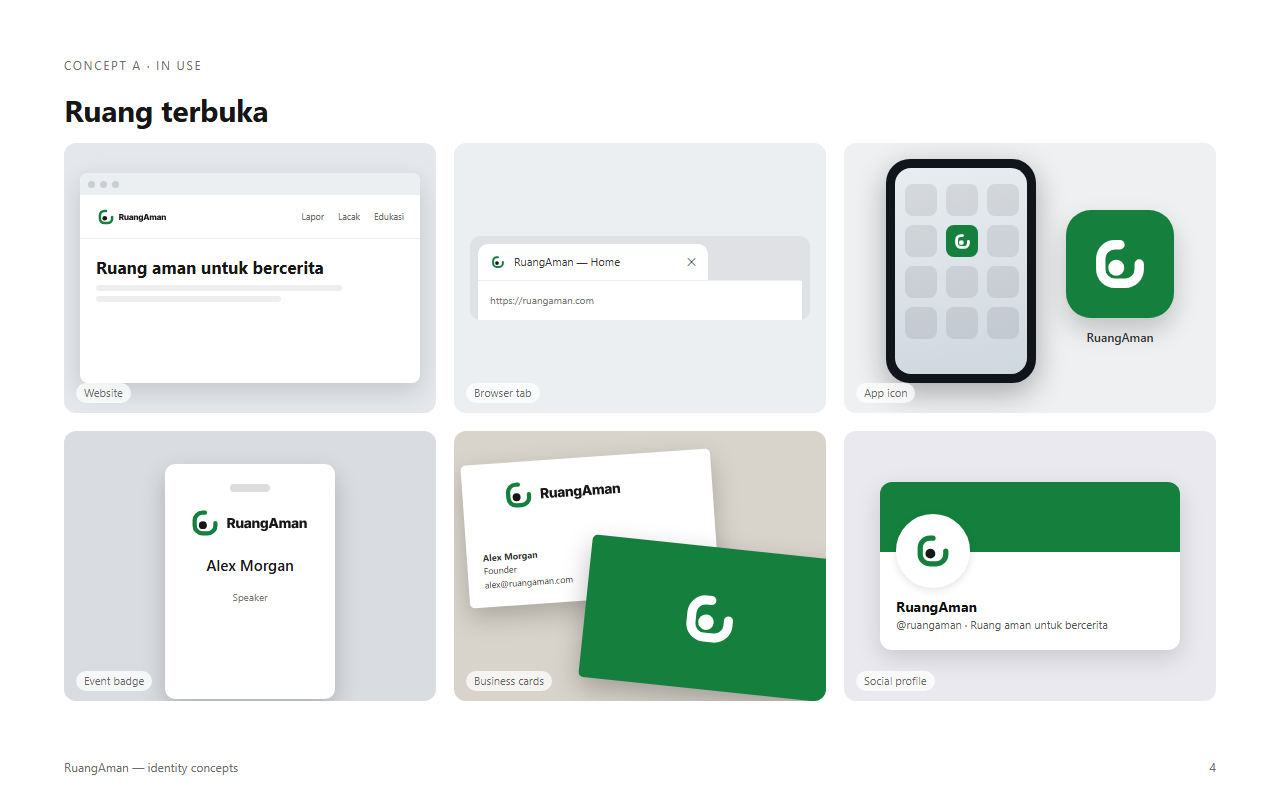 CONCEPT A · IN USE
Ruang terbuka
RuangAman
Lapor Lacak Edukasi
Ruang aman untuk bercerita
Website
RuangAman — Home
https://ruangaman.com
Browser tab
RuangAman
App icon
RuangAman
Alex Morgan
Speaker
Event badge
RuangAman
Alex Morgan
Founder
alex@ruangaman.com
Business cards
RuangAman
@ruangaman · Ruang aman untuk bercerita
Social profile
RuangAman — identity concepts
4